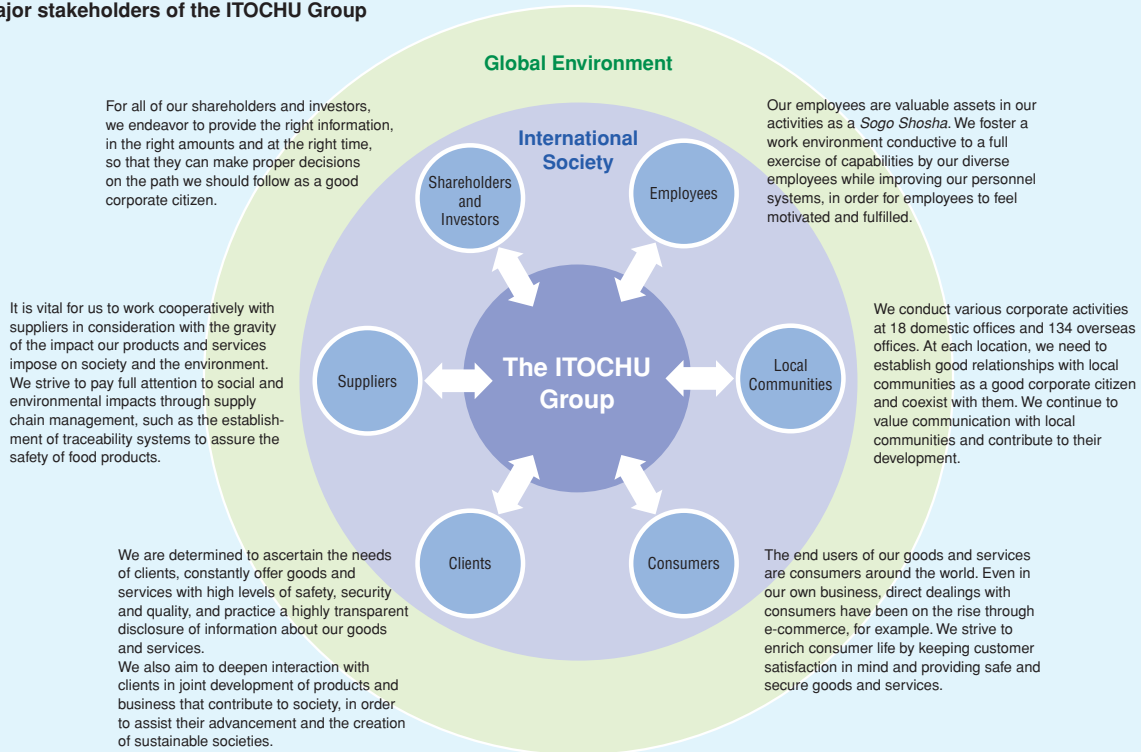 ajor stakeholders of the ITOCHU Group
Global Environment
International
Society
For all of our shareholders and investors,
we endeavor to provide the right information,
in the right amounts and at the right time,
so that they can make proper decisions
on the path we should follow as a good
corporate citizen.
Shareholders
and
Investors
Employees
Our employees are valuable assets in our
activities as a Sogo Shosha. We foster a
work environment conductive to a full
exercise of capabilities by our diverse
employees while improving our personnel
systems, in order for employees to feel
motivated and fulfilled.
It is vital for us to work cooperatively with
suppliers in consideration with the gravity
of the impact our products and services
impose on society and the environment.
We strive to pay full attention to social and
environmental impacts through supply
chain management, such as the establish-
ment of traceability systems to assure the
safety of food products.
Suppliers
The ITOCHU
Group
Local
Communities
We conduct various corporate activities
at 18 domestic offices and 134 overseas
offices. At each location, we need to
establish good relationships with local
communities as a good corporate citizen
and coexist with them. We continue to
value communication with local
communities and contribute to their
development.
We are determined to ascertain the needs
of clients, constantly offer goods and
services with high levels of safety, security
and quality, and practice a highly transparent
disclosure of information about our goods
and services.
We also aim to deepen interaction with
clients in joint development of products and
business that contribute to society, in order
to assist their advancement and the creation
of sustainable societies.
Clients
Consumers
The end users of our goods and services
are consumers around the world. Even in
our own business, direct dealings with
consumers have been on the rise through
e-commerce, for example. We strive to
enrich consumer life by keeping customer
satisfaction in mind and providing safe and
secure goods and services.